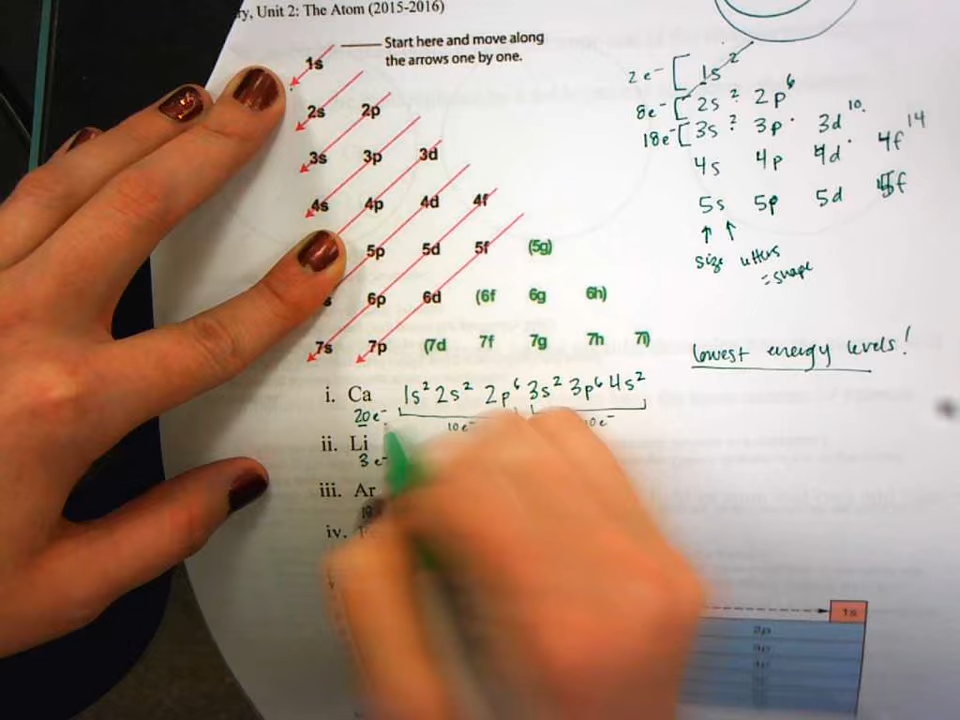 ry, Unit 2: The Atom (2015-2016)
Start here and move along
the arrows one by one.
1s
2s 2p
3s 3p 3d
4s 4p 4d 4f
5p 5d 5f (5g)
s 6p 6d (6f 6g 6h)
7s 7p (7d 7f 7g 7h 7i)
2e⁻ [ 1s²
8e⁻ [ 2s² 2p⁶
18e⁻ [ 3s² 3p 3d¹⁰
4s 4p 4d 4f¹⁴
5s 5p 5d 5f
↑ ↑
size letters
= shape
lowest energy levels!
i. Ca 1s² 2s² 2p⁶ 3s² 3p⁶ 4s²
20e⁻ 10e⁻ 10e⁻
ii. Li
3e⁻
iii. Ar
18
iv.
1s
2p